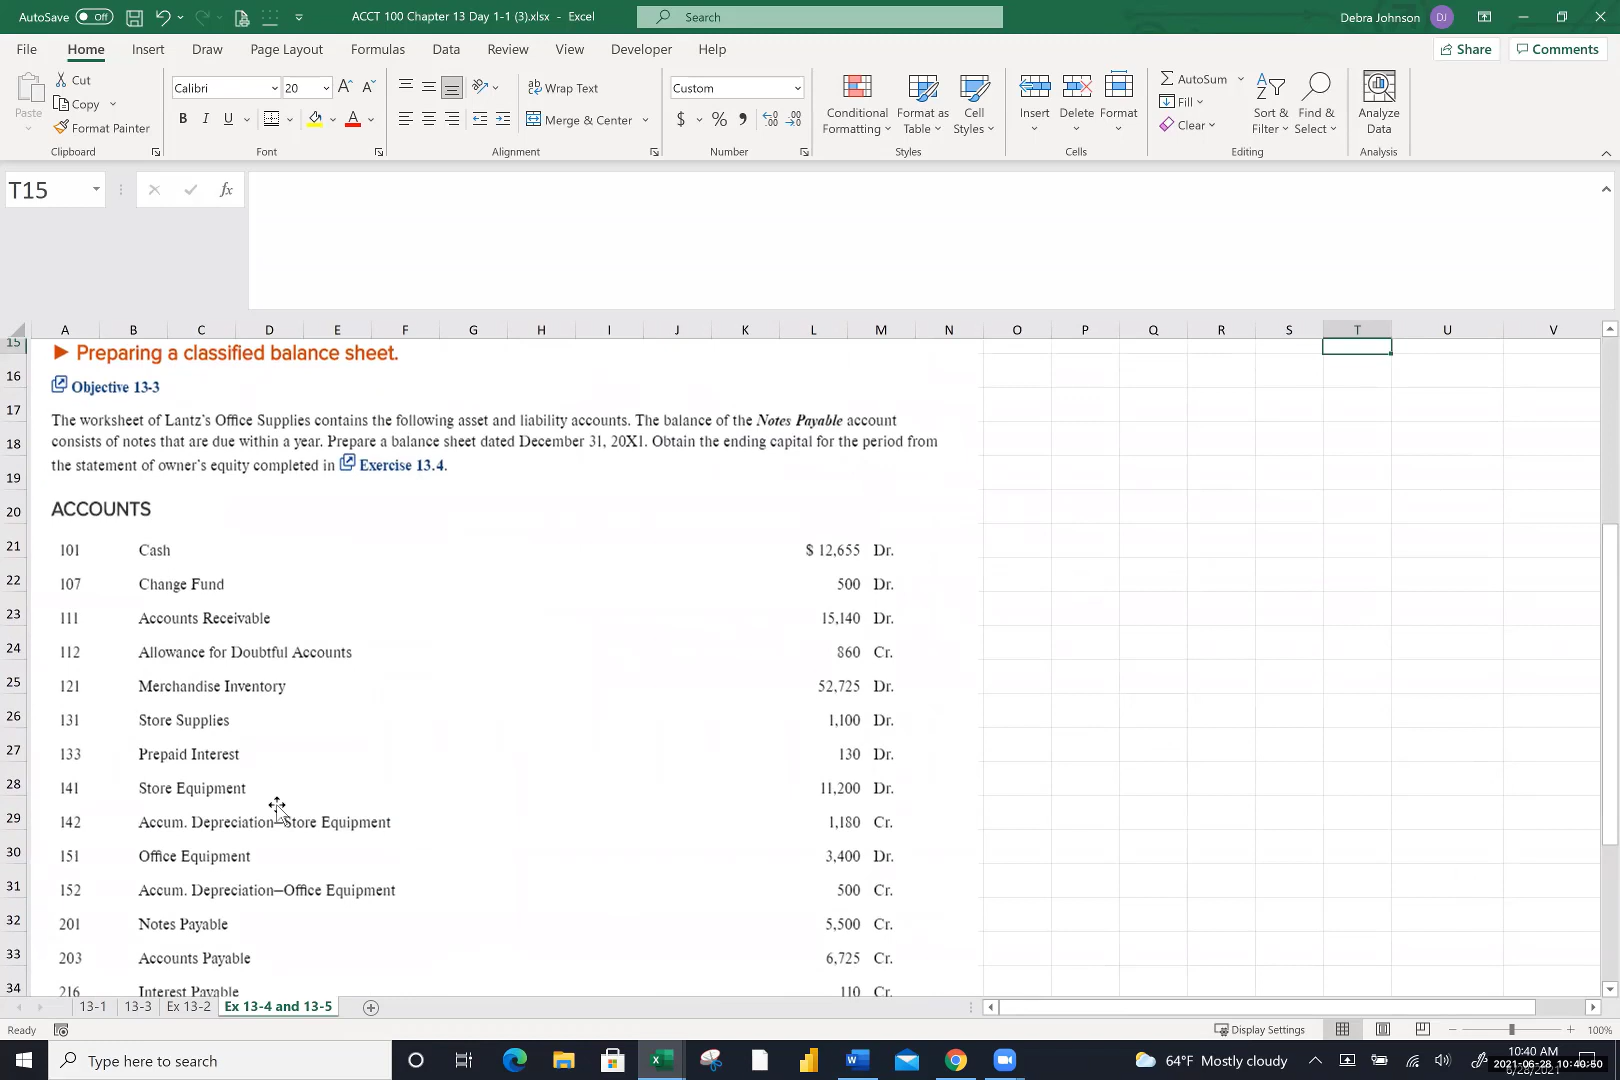 AutoSave Off ACCT 100 Chapter 13 Day 1-1 (3).xlsx - Excel Search Debra Johnson DJ
File Home Insert Draw Page Layout Formulas Data Review View Developer Help Share Comments
Paste Cut Copy Format Painter
Calibri 20
B I U
Wrap Text
Merge & Center
Custom
$ % 9
Conditional Formatting Format as Table Cell Styles
Insert Delete Format
AutoSum Fill Clear
Sort & Filter Find & Select
Analyze Data
Clipboard Font Alignment Number Styles Cells Editing Analysis
T15 fx
A B C D E F G H I J K L M N O P Q R S T U V
15 Preparing a classified balance sheet.
16 Objective 13-3
17 The worksheet of Lantz's Office Supplies contains the following asset and liability accounts. The balance of the Notes Payable account
18 consists of notes that are due within a year. Prepare a balance sheet dated December 31, 20X1. Obtain the ending capital for the period from
19 the statement of owner's equity completed in Exercise 13.4.
20 ACCOUNTS
21 101 Cash $ 12,655 Dr.
22 107 Change Fund 500 Dr.
23 111 Accounts Receivable 15,140 Dr.
24 112 Allowance for Doubtful Accounts 860 Cr.
25 121 Merchandise Inventory 52,725 Dr.
26 131 Store Supplies 1,100 Dr.
27 133 Prepaid Interest 130 Dr.
28 141 Store Equipment 11,200 Dr.
29 142 Accum. Depreciation—Store Equipment 1,180 Cr.
30 151 Office Equipment 3,400 Dr.
31 152 Accum. Depreciation—Office Equipment 500 Cr.
32 201 Notes Payable 5,500 Cr.
33 203 Accounts Payable 6,725 Cr.
34 216 Interest Payable 110 Cr.
13-1 13-3 Ex 13-2 Ex 13-4 and 13-5
Ready Display Settings 100%
Type here to search 64°F Mostly cloudy 10:40 AM
2021-06-28 10:40:50